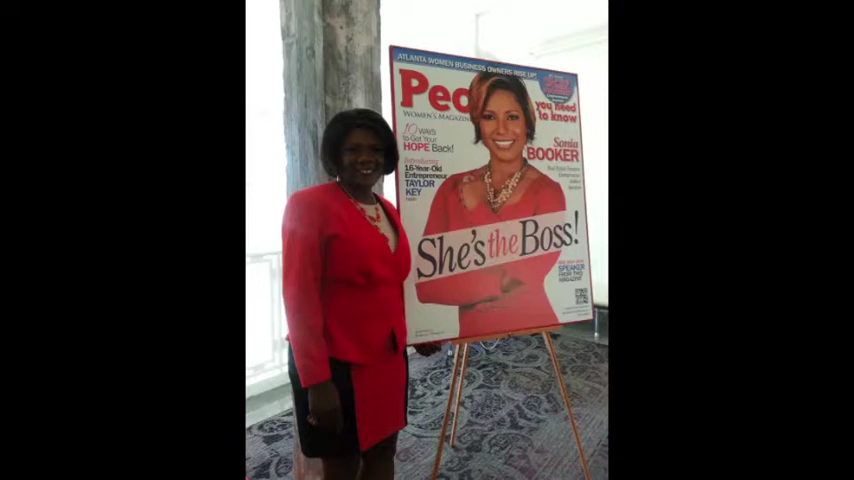 ATLANTA WOMEN BUSINESS OWNERS RISE UP!
Peo
you need
to know
WOMEN'S MAGAZINE
10 WAYS
to Get Your
HOPE Back!
Sonia
BOOKER
Introducing
16-Year-Old
Entrepreneur
TAYLOR
KEY
She's the Boss!
SPEAKER
FROM THIS
MAGAZINE